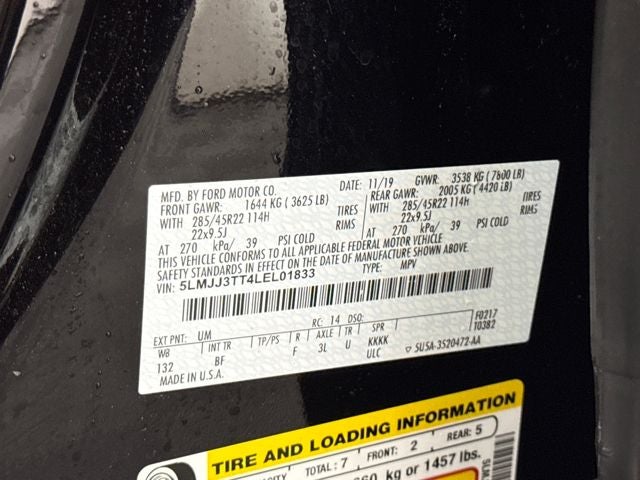 MFD. BY FORD MOTOR CO. DATE: 11/19 GVWR: 3538 KG ( 7800 LB)
FRONT GAWR: 1644 KG ( 3625 LB) REAR GAWR: 2005 KG ( 4420 LB)
WITH 285/45R22 114H TIRES WITH 285/45R22 114H TIRES
22x9.5J RIMS 22x9.5J RIMS
AT 270 kPa/ 39 PSI COLD AT 270 kPa/ 39 PSI COLD
THIS VEHICLE CONFORMS TO ALL APPLICABLE FEDERAL MOTOR VEHICLE
SAFETY STANDARDS IN EFFECT ON THE DATE OF MANUFACTURE SHOWN ABOVE.
VIN: 5LMJJ3TT4LEL01833 TYPE: MPV
F0217
T0382
EXT PNT: UM RC: 14 DSO:
WB INT TR TP/PS R AXLE TR SPR
132 BF F 3L U KKKK
ULC ▽ SU5A-3520472-AA
MADE IN U.S.A.
TIRE AND LOADING INFORMATION
TOTAL: 7 FRONT: 2 REAR: 5
kg or 1457 lbs.
5LM